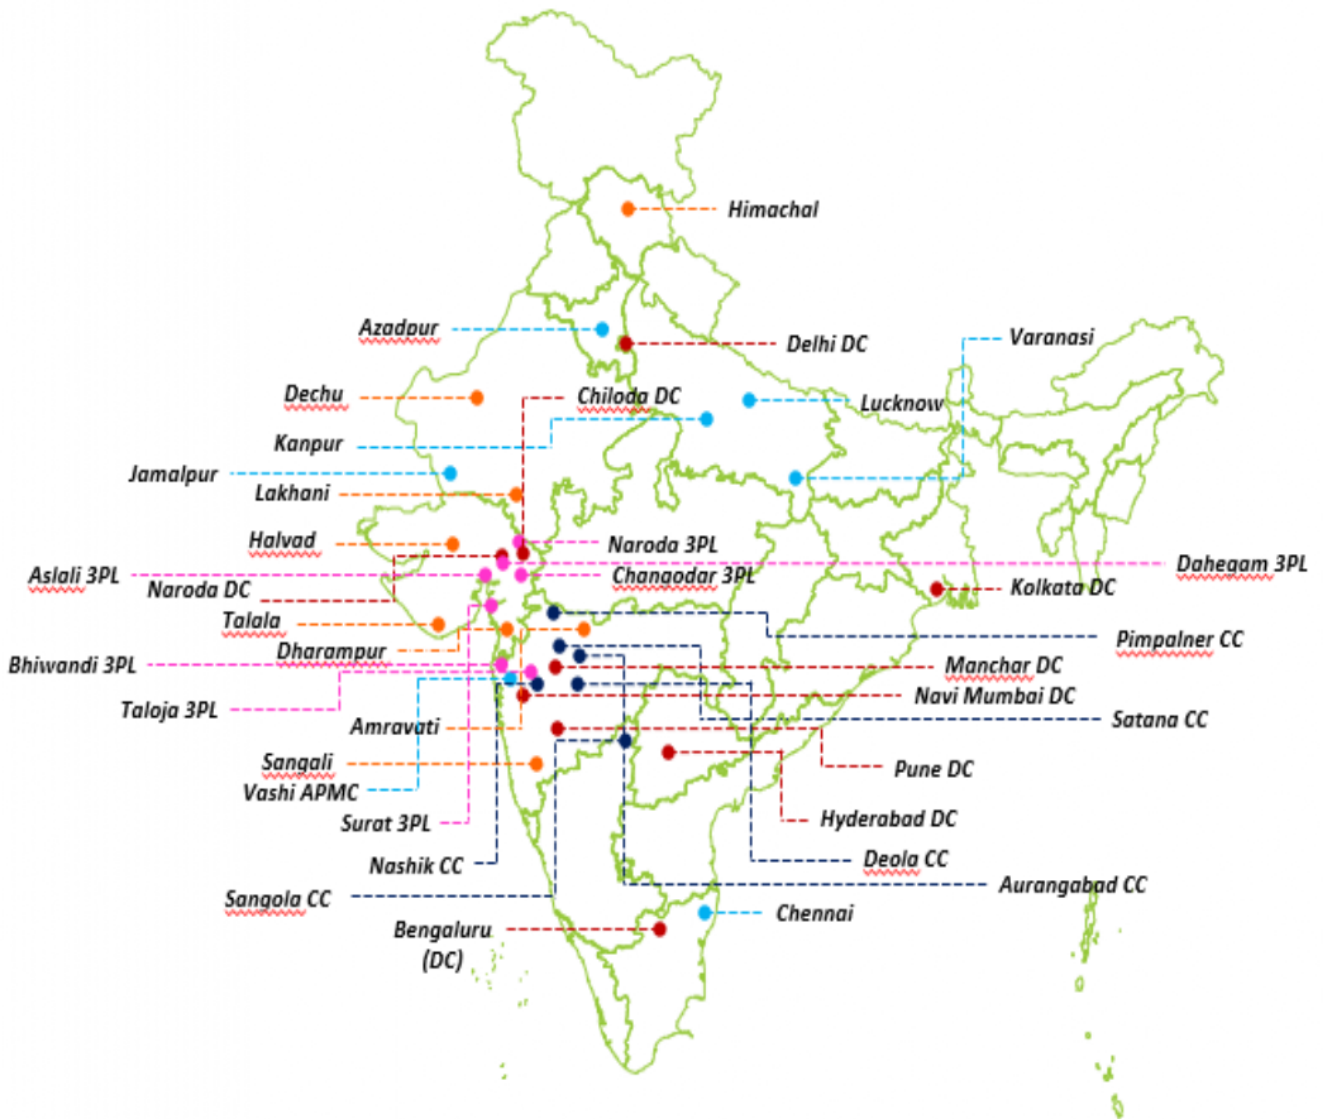 Himachal
Azadpur
Delhi DC
Varanasi
Dechu
Chiloda DC
Lucknow
Kanpur
Jamalpur
Lakhani
Halvad
Naroda 3PL
Dahegam 3PL
Aslali 3PL
Changodar 3PL
Naroda DC
Kolkata DC
Talala
Pimpalner CC
Dharampur
Bhiwandi 3PL
Manchar DC
Navi Mumbai DC
Taloja 3PL
Satana CC
Amravati
Sangali
Pune DC
Vashi APMC
Surat 3PL
Hyderabad DC
Nashik CC
Deola CC
Aurangabad CC
Sangola CC
Chennai
Bengaluru
(DC)